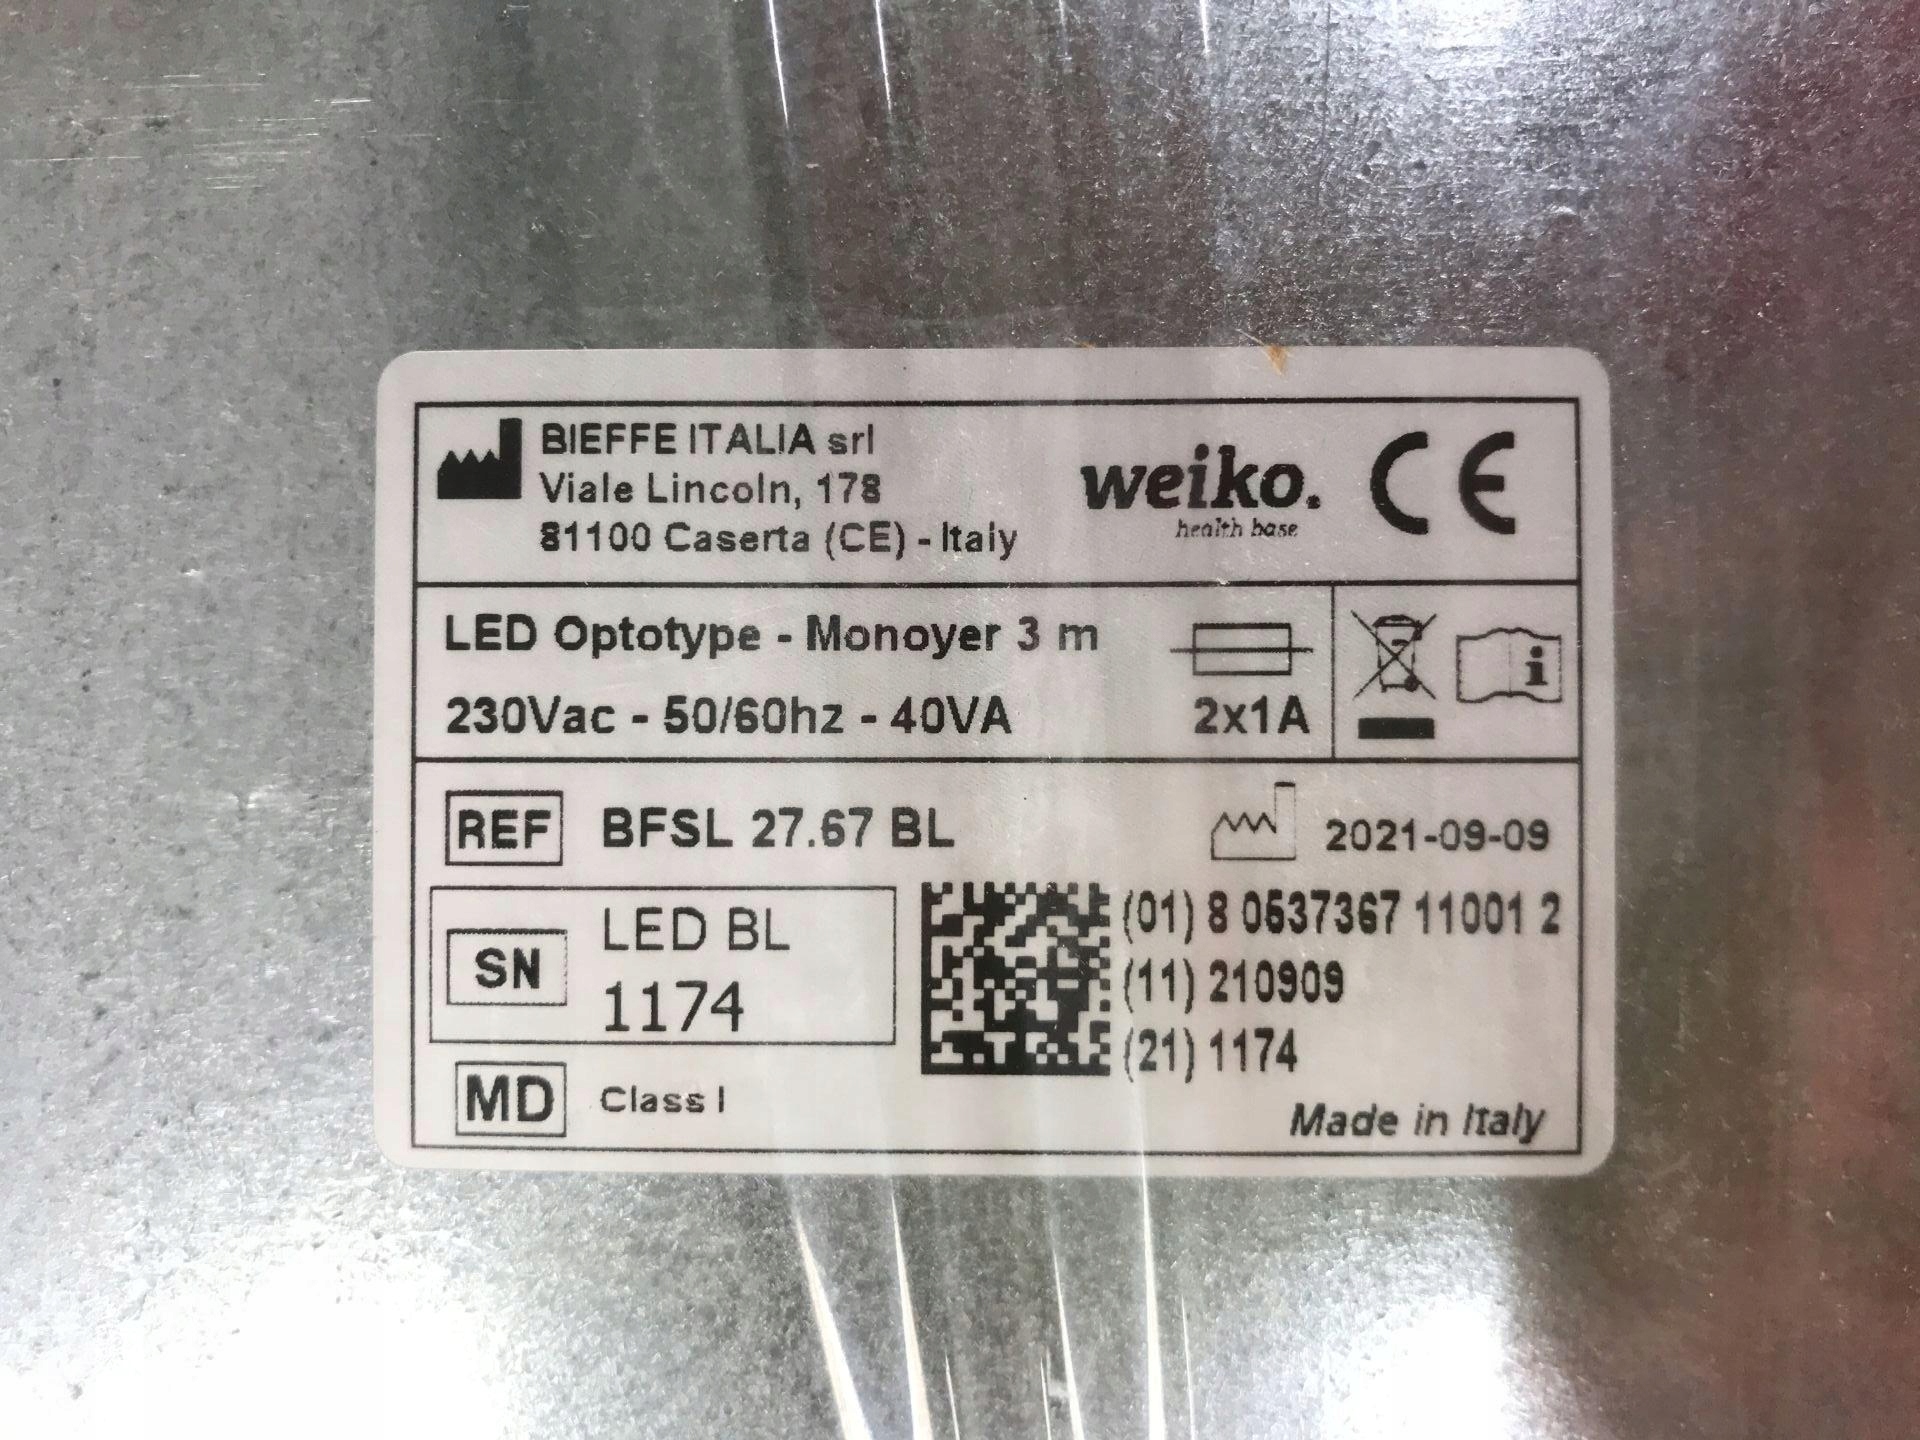 BIEFFE ITALIA srl
Viale Lincoln, 178
81100 Caserta (CE) - Italy
weiko.
health base
CE
LED Optotype - Monoyer 3 m
230Vac - 50/60hz - 40VA
2x1A
i
REF BFSL 27.67 BL
2021-09-09
SN LED BL
1174
(01) 8 0537367 11001 2
(11) 210909
(21) 1174
MD Class I
Made in Italy